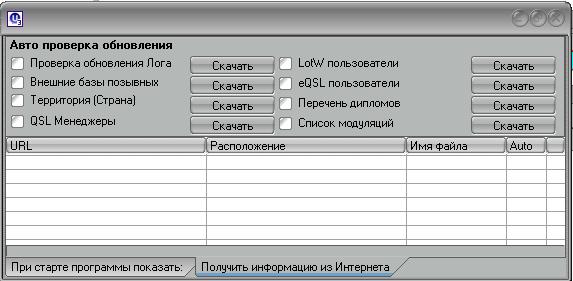 Авто проверка обновления
Проверка обновления Лога Скачать LotW пользователи Скачать
Внешние базы позывных Скачать eQSL пользователи Скачать
Территория (Страна) Скачать Перечень дипломов Скачать
QSL Менеджеры Скачать Список модуляций Скачать
URL Расположение Имя файла Auto
При старте программы показать: Получить информацию из Интернета